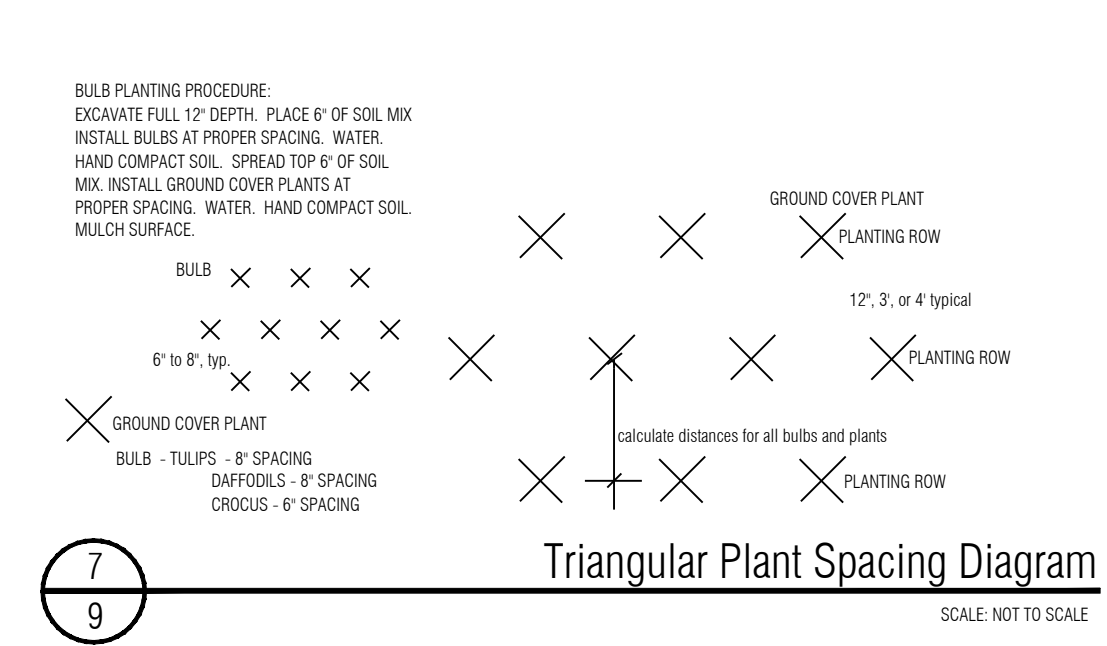 BULB PLANTING PROCEDURE:
EXCAVATE FULL 12" DEPTH. PLACE 6" OF SOIL MIX
INSTALL BULBS AT PROPER SPACING. WATER.
HAND COMPACT SOIL. SPREAD TOP 6" OF SOIL
MIX. INSTALL GROUND COVER PLANTS AT
PROPER SPACING. WATER. HAND COMPACT SOIL.
MULCH SURFACE.
GROUND COVER PLANT
PLANTING ROW
BULB
12", 3', or 4' typical
6" to 8", typ.
PLANTING ROW
GROUND COVER PLANT
calculate distances for all bulbs and plants
BULB - TULIPS - 8" SPACING
DAFFODILS - 8" SPACING
CROCUS - 6" SPACING
PLANTING ROW
7
9
Triangular Plant Spacing Diagram
SCALE: NOT TO SCALE